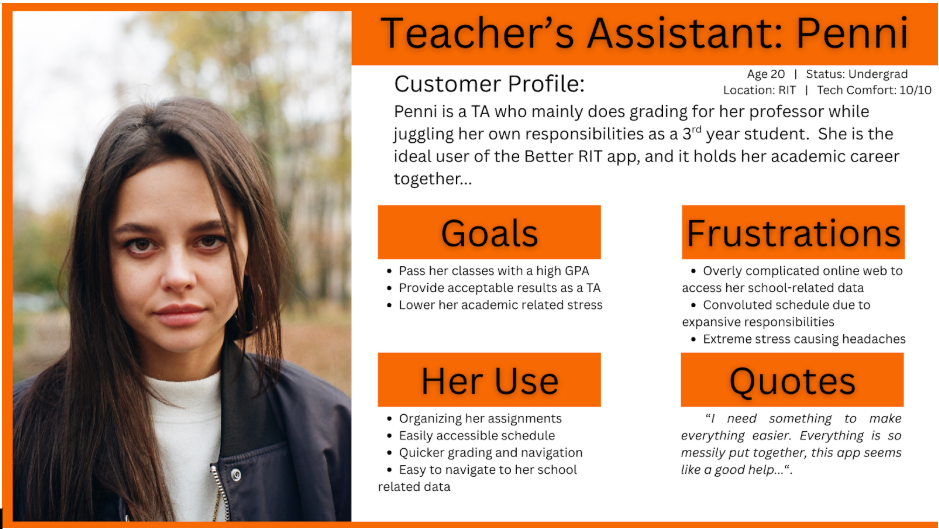 Teacher’s Assistant: Penni
Age 20 | Status: Undergrad
Location: RIT | Tech Comfort: 10/10
Customer Profile:
Penni is a TA who mainly does grading for her professor while
juggling her own responsibilities as a 3rd year student. She is the
ideal user of the Better RIT app, and it holds her academic career
together...
Goals
• Pass her classes with a high GPA
• Provide acceptable results as a TA
• Lower her academic related stress
Frustrations
• Overly complicated online web to
access her school-related data
• Convoluted schedule due to
expansive responsibilities
• Extreme stress causing headaches
Her Use
• Organizing her assignments
• Easily accessible schedule
• Quicker grading and navigation
• Easy to navigate to her school
related data
Quotes
“I need something to make
everything easier. Everything is so
messily put together, this app seems
like a good help...“.